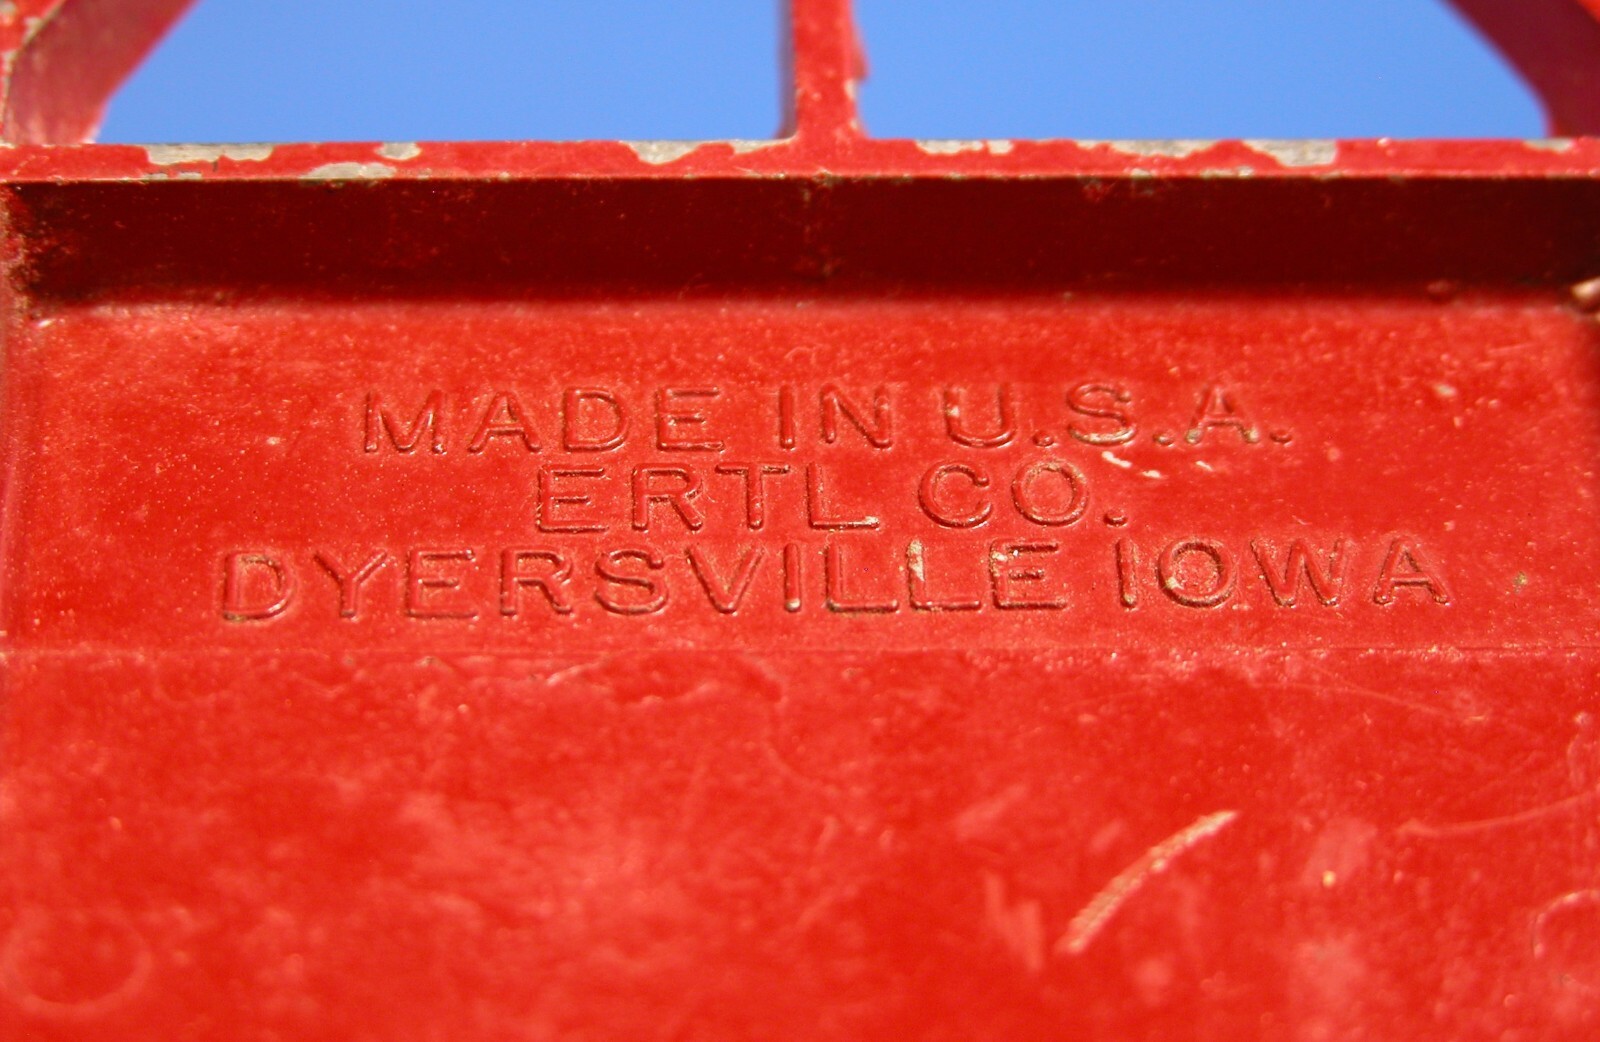 MADE IN U.S.A.
ERTL CO.
DYERSVILLE IOWA